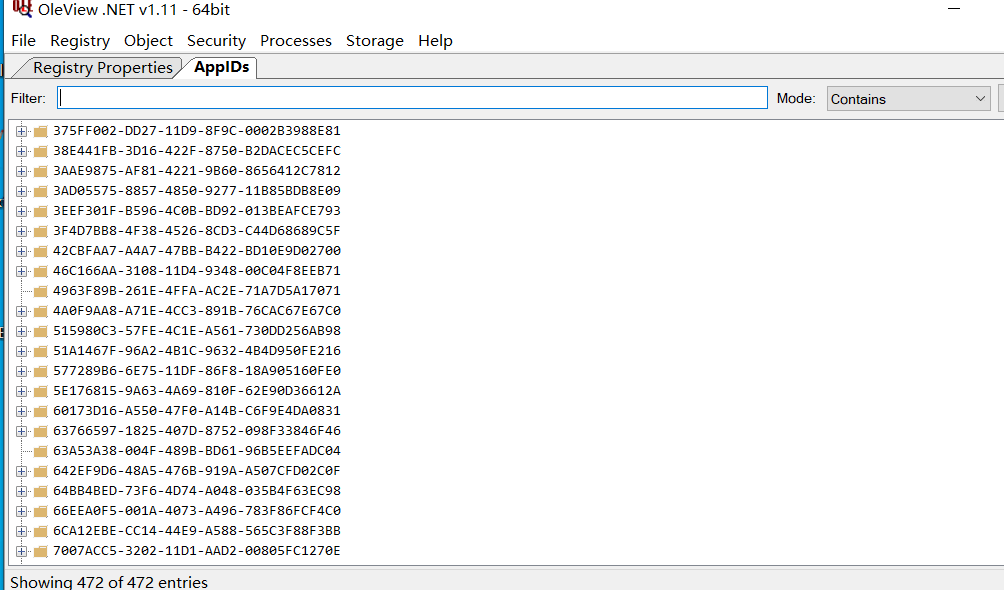 OleView .NET v1.11 - 64bit
File Registry Object Security Processes Storage Help
Registry Properties AppIDs
Filter: Mode: Contains
375FF002-DD27-11D9-8F9C-0002B3988E81
38E441FB-3D16-422F-8750-B2DACEC5CEFC
3AAE9875-AF81-4221-9B60-8656412C7812
3AD05575-8857-4850-9277-11B85BDB8E09
3EEF301F-B596-4C0B-BD92-013BEAFCE793
3F4D7BB8-4F38-4526-8CD3-C44D68689C5F
42CBFAA7-A4A7-47BB-B422-BD10E9D02700
46C166AA-3108-11D4-9348-00C04F8EEB71
4963F89B-261E-4FFA-AC2E-71A7D5A17071
4A0F9AA8-A71E-4CC3-891B-76CAC67E67C0
515980C3-57FE-4C1E-A561-730DD256AB98
51A1467F-96A2-4B1C-9632-4B4D950FE216
577289B6-6E75-11DF-86F8-18A905160FE0
5E176815-9A63-4A69-810F-62E90D36612A
60173D16-A550-47F0-A14B-C6F9E4DA0831
63766597-1825-407D-8752-098F33846F46
63A53A38-004F-489B-BD61-96B5EEFADC04
642EF9D6-48A5-476B-919A-A507CFD02C0F
64BB4BED-73F6-4D74-A048-035B4F63EC98
66EEA0F5-001A-4073-A496-783F86FCF4C0
6CA12EBE-CC14-44E9-A588-565C3F88F3BB
7007ACC5-3202-11D1-AAD2-00805FC1270E
Showing 472 of 472 entries